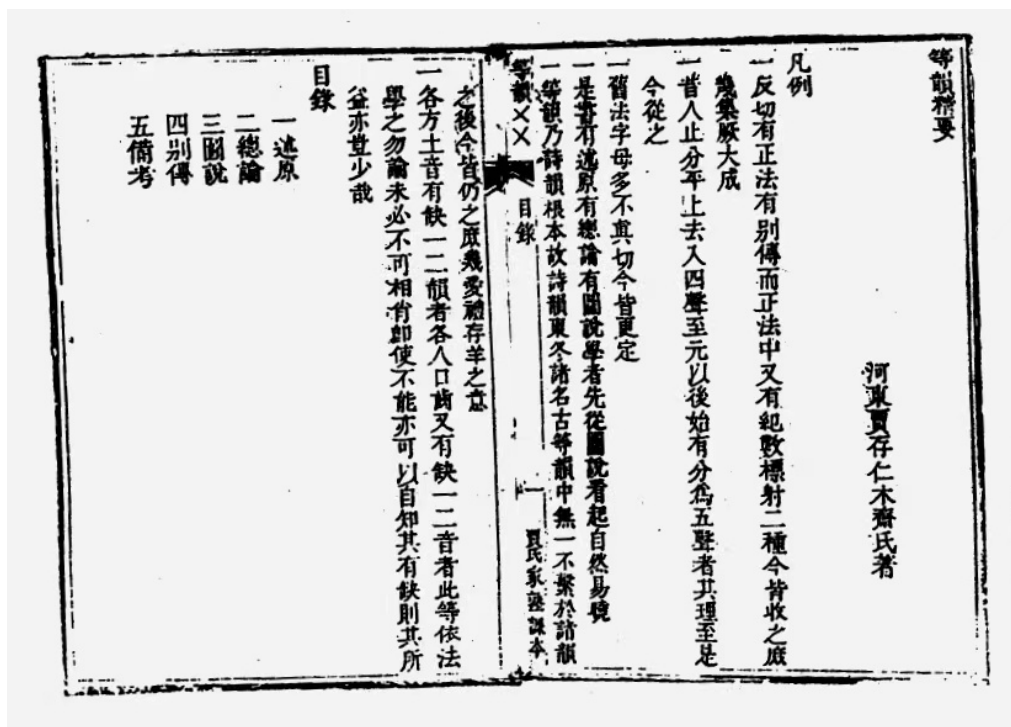 等韻精要
河東賈存仁木齋氏著
凡例
一反切有正法有别傳而正法中又有紀數標射二種今皆收之庶
幾集厥大成
一昔人止分平上去入四聲至元以後始有分爲五聲者其理至是
今從之
一舊法字母多不眞切今皆更定
一是書有述原有總論有圖說學者先從圖說看起自然易曉
一等韻乃詩韻根本故詩韻東冬諸名古等韻中無一不繫於諸韻
等韻
目錄
一
賈氏家塾課本
之後今皆仍之庶幾愛禮存羊之意
一各方土音有缺一二韻者各人口齒又有缺一二音者此等依法
學之勿論未必不可相肖卽使不能亦可以自知其有缺則其所
益亦豈少哉
目錄
一述原
二總論
三圖說
四别傳
五備考